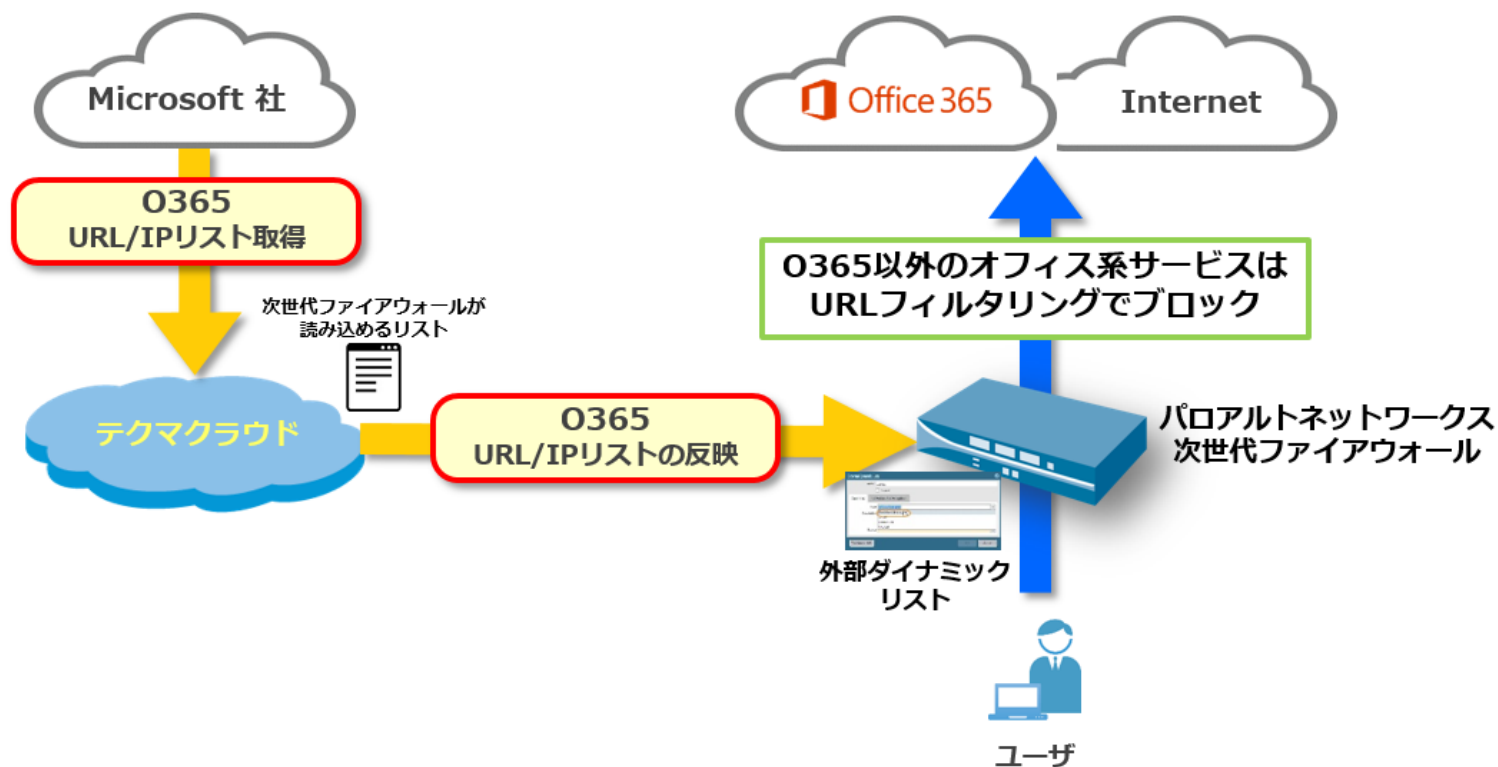 Microsoft 社
Office 365
Internet
O365
URL/IPリスト取得
O365以外のオフィス系サービスは
URLフィルタリングでブロック
次世代ファイアウォールが
読み込めるリスト
テクマクラウド
O365
URL/IPリストの反映
パロアルトネットワークス
次世代ファイアウォール
外部ダイナミック
リスト
ユーザ